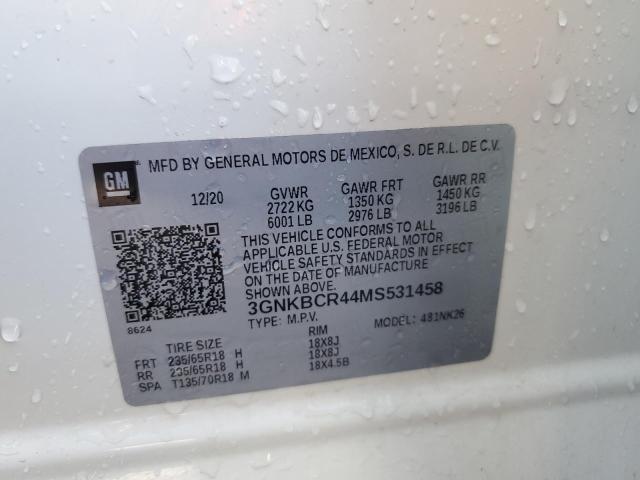 GM
MFD BY GENERAL MOTORS DE MEXICO, S. DE R.L. DE C.V.
12/20 GVWR GAWR FRT GAWR RR
2722 KG 1350 KG 1450 KG
6001 LB 2976 LB 3196 LB
THIS VEHICLE CONFORMS TO ALL
APPLICABLE U.S. FEDERAL MOTOR
VEHICLE SAFETY STANDARDS IN EFFECT
ON THE DATE OF MANUFACTURE
SHOWN ABOVE.
3GNKBCR44MS531458
TYPE: M.P.V. MODEL: 481NK26
8624
TIRE SIZE RIM
FRT 235/65R18 H 18X8J
RR 235/65R18 H 18X8J
SPA T135/70R18 M 18X4.5B